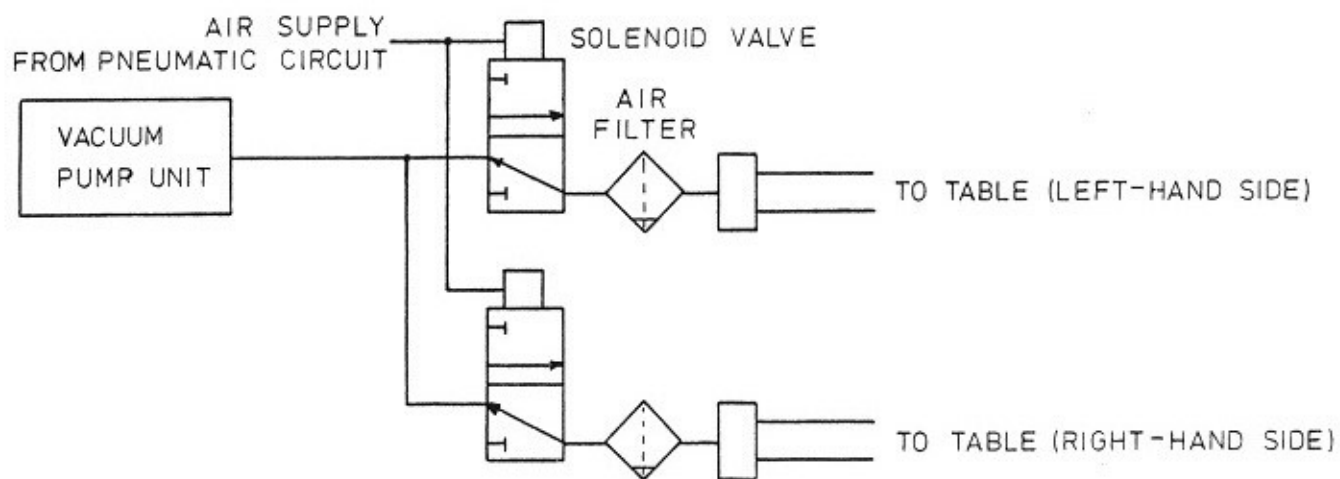 AIR SUPPLY
FROM PNEUMATIC CIRCUIT
SOLENOID VALVE
VACUUM
PUMP UNIT
AIR
FILTER
TO TABLE (LEFT-HAND SIDE)
TO TABLE (RIGHT-HAND SIDE)